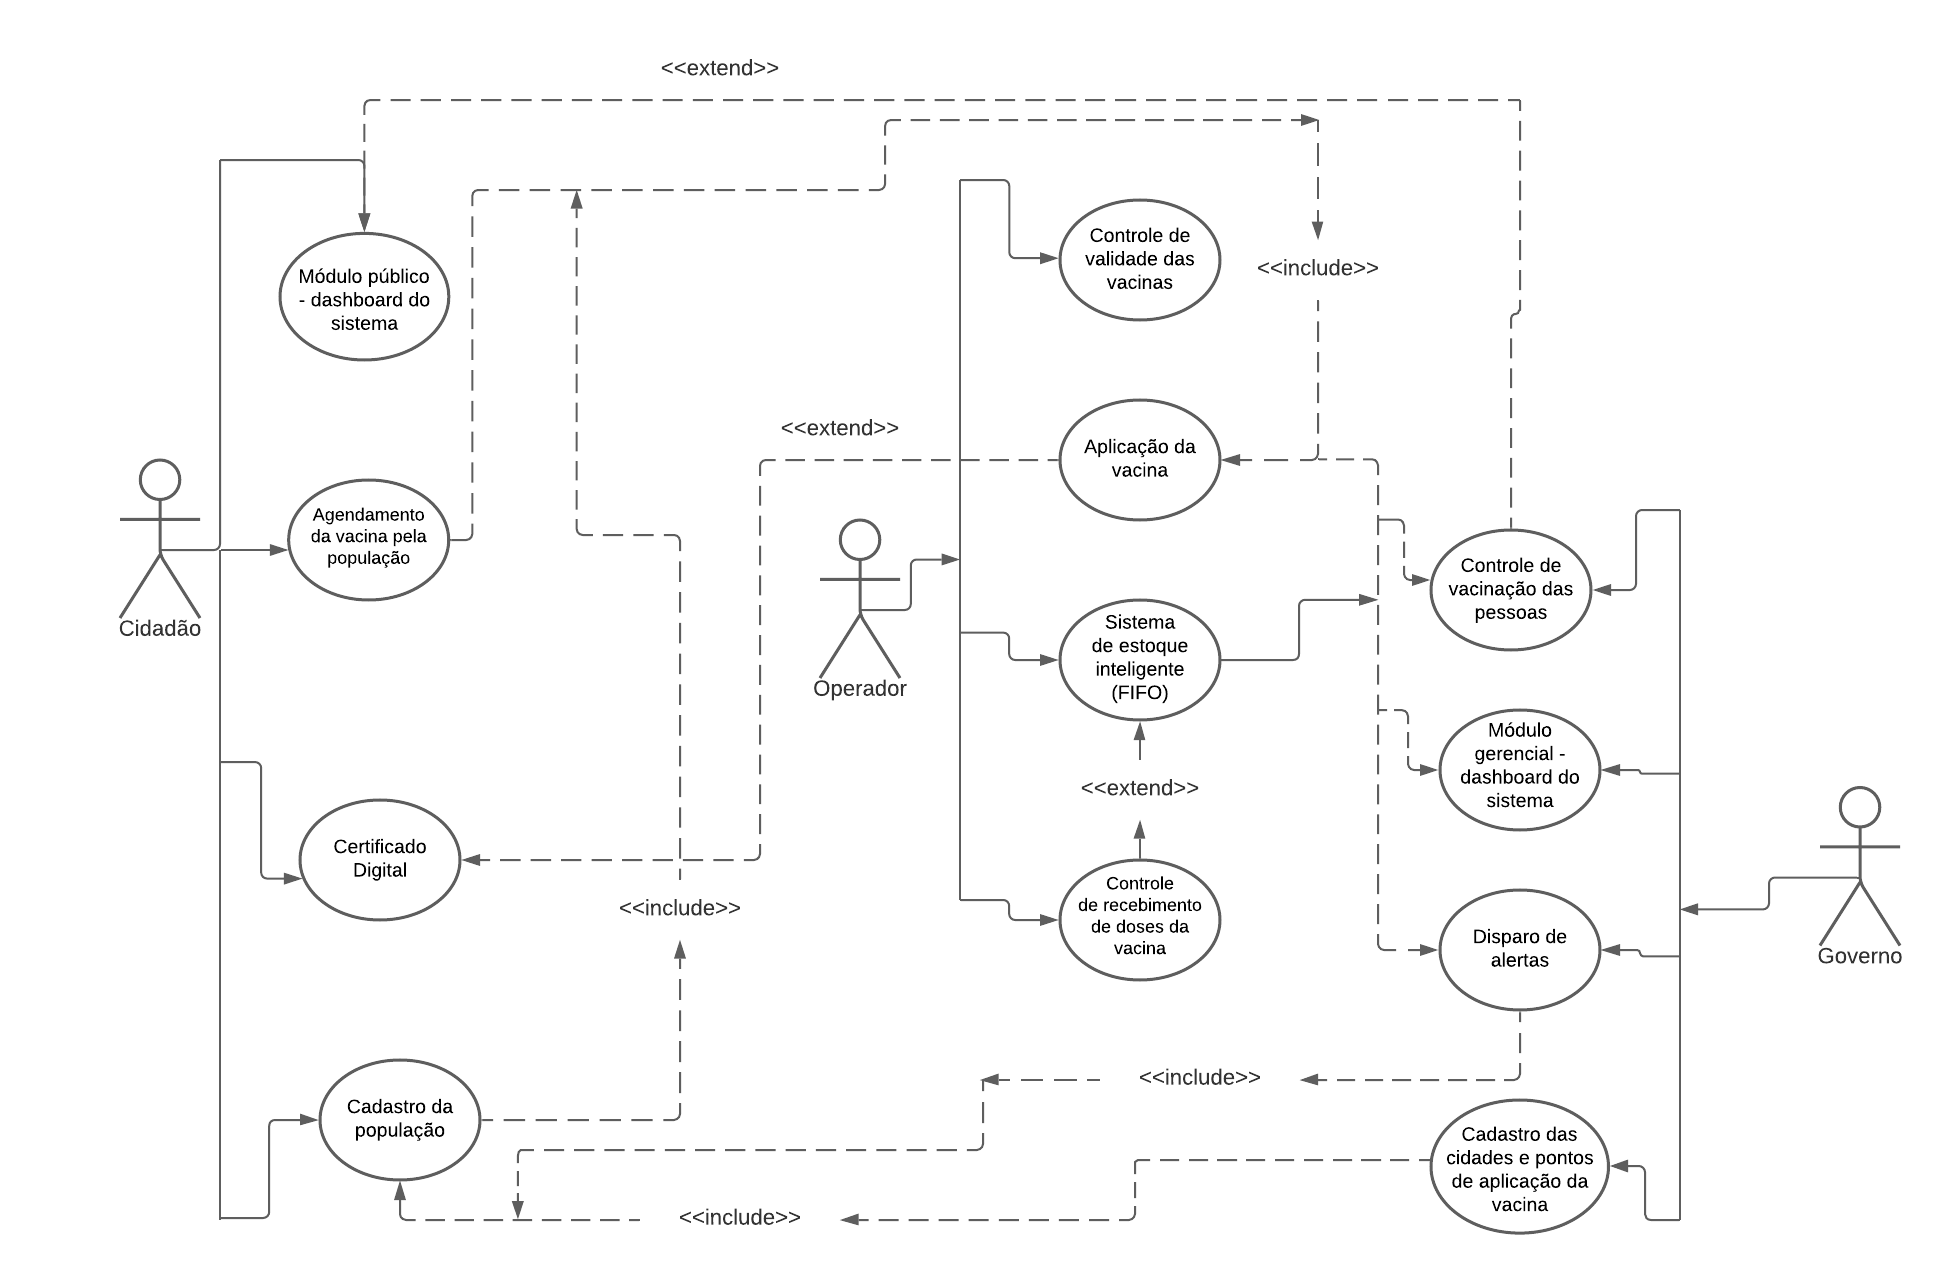 <<extend>>
Controle de
validade das
vacinas
<<include>>
Módulo público
- dashboard do
sistema
<<extend>>
Aplicação da
vacina
Agendamento
da vacina pela
população
Cidadão
Controle de
vacinação das
pessoas
Sistema
de estoque
inteligente
(FIFO)
Operador
Módulo
gerencial -
dashboard do
sistema
<<extend>>
Certificado
Digital
<<include>>
Controle
de recebimento
de doses da
vacina
Disparo de
alertas
Governo
<<include>>
Cadastro da
população
Cadastro das
cidades e pontos
de aplicação da
vacina
<<include>>